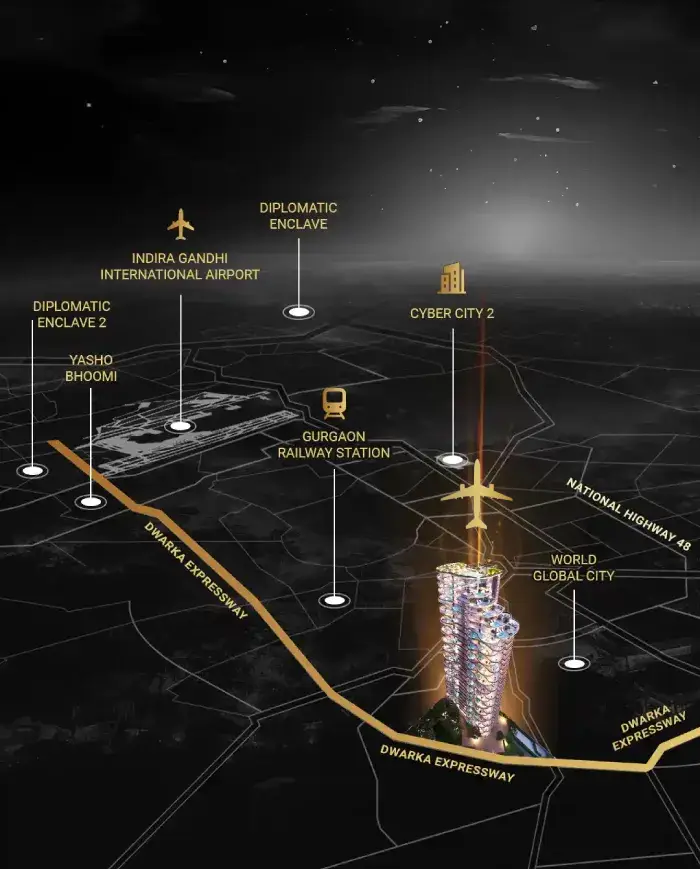 DIPLOMATIC
ENCLAVE
INDIRA GANDHI
INTERNATIONAL AIRPORT
DIPLOMATIC
ENCLAVE 2
CYBER CITY 2
YASHO
BHOOMI
GURGAON
RAILWAY STATION
NATIONAL HIGHWAY 48
DWARKA EXPRESSWAY
WORLD
GLOBAL CITY
DWARKA
EXPRESSWAY
DWARKA EXPRESSWAY